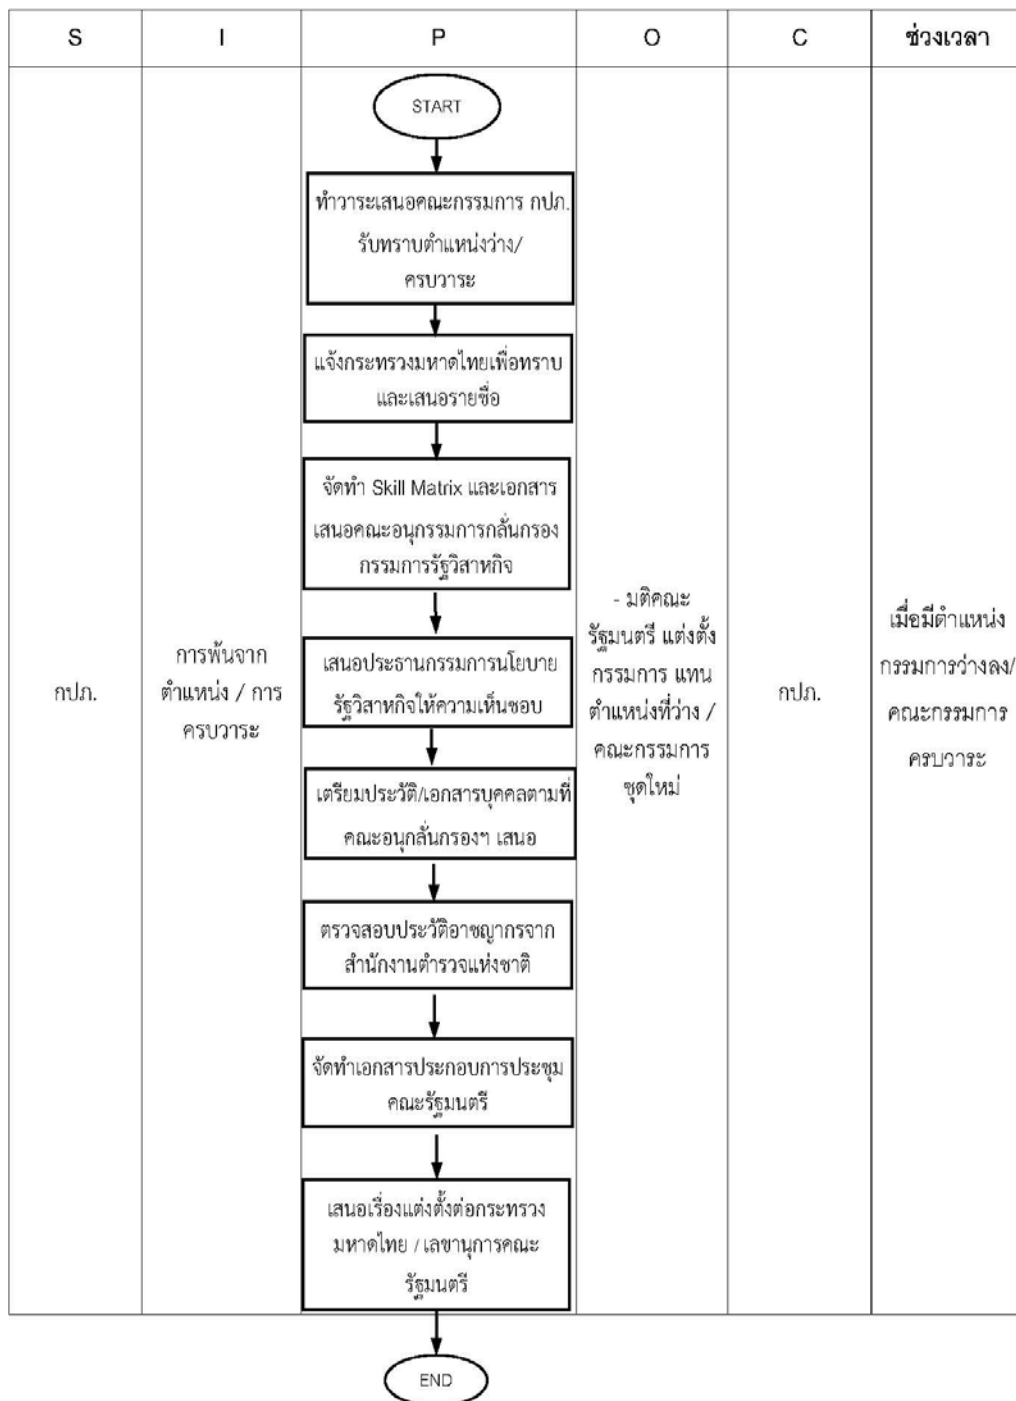 S
I
P
O
C
ช่วงเวลา
START
ทำวาระเสนอคณะกรรมการ กปภ.
รับทราบตำแหน่งว่าง/
ครบวาระ
แจ้งกระทรวงมหาดไทยเพื่อทราบ
และเสนอรายชื่อ
จัดทำ Skill Matrix และเอกสาร
เสนอคณะอนุกรรมการกลั่นกรอง
กรรมการรัฐวิสาหกิจ
เสนอประธานกรรมการนโยบาย
รัฐวิสาหกิจให้ความเห็นชอบ
เตรียมประวัติ/เอกสารบุคคลตามที่
คณะอนุกลั่นกรองฯ เสนอ
ตรวจสอบประวัติอาชญากรจาก
สำนักงานตำรวจแห่งชาติ
จัดทำเอกสารประกอบการประชุม
คณะรัฐมนตรี
เสนอเรื่องแต่งตั้งต่อกระทรวง
มหาดไทย / เลขานุการคณะ
รัฐมนตรี
END
กปภ.
การพ้นจาก
ตำแหน่ง / การ
ครบวาระ
- มติคณะ
รัฐมนตรี แต่งตั้ง
กรรมการ แทน
ตำแหน่งที่ว่าง /
คณะกรรมการ
ชุดใหม่
กปภ.
เมื่อมีตำแหน่ง
กรรมการว่างลง/
คณะกรรมการ
ครบวาระ